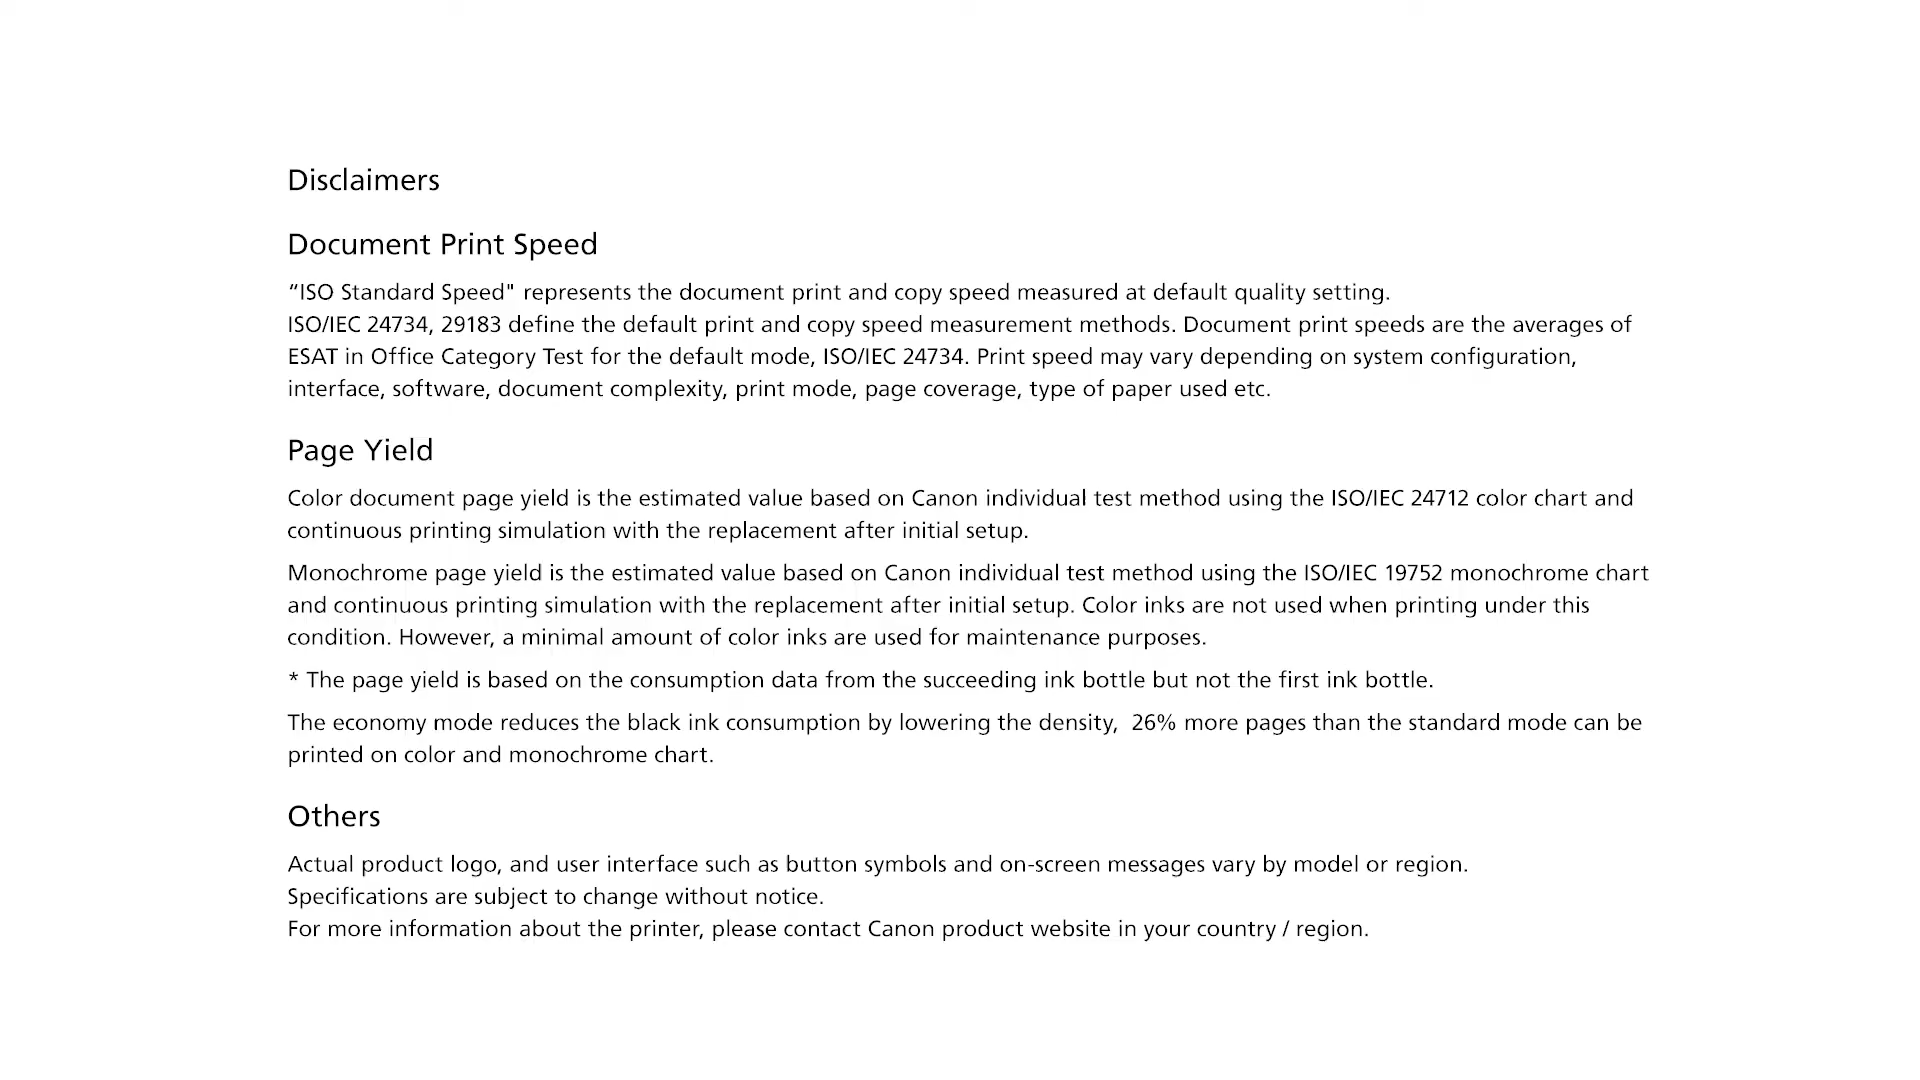 Disclaimers
Document Print Speed
“ISO Standard Speed" represents the document print and copy speed measured at default quality setting.
ISO/IEC 24734, 29183 define the default print and copy speed measurement methods. Document print speeds are the averages of
ESAT in Office Category Test for the default mode, ISO/IEC 24734. Print speed may vary depending on system configuration,
interface, software, document complexity, print mode, page coverage, type of paper used etc.
Page Yield
Color document page yield is the estimated value based on Canon individual test method using the ISO/IEC 24712 color chart and
continuous printing simulation with the replacement after initial setup.
Monochrome page yield is the estimated value based on Canon individual test method using the ISO/IEC 19752 monochrome chart
and continuous printing simulation with the replacement after initial setup. Color inks are not used when printing under this
condition. However, a minimal amount of color inks are used for maintenance purposes.
* The page yield is based on the consumption data from the succeeding ink bottle but not the first ink bottle.
The economy mode reduces the black ink consumption by lowering the density,  26% more pages than the standard mode can be
printed on color and monochrome chart.
Others
Actual product logo, and user interface such as button symbols and on-screen messages vary by model or region.
Specifications are subject to change without notice.
For more information about the printer, please contact Canon product website in your country / region.